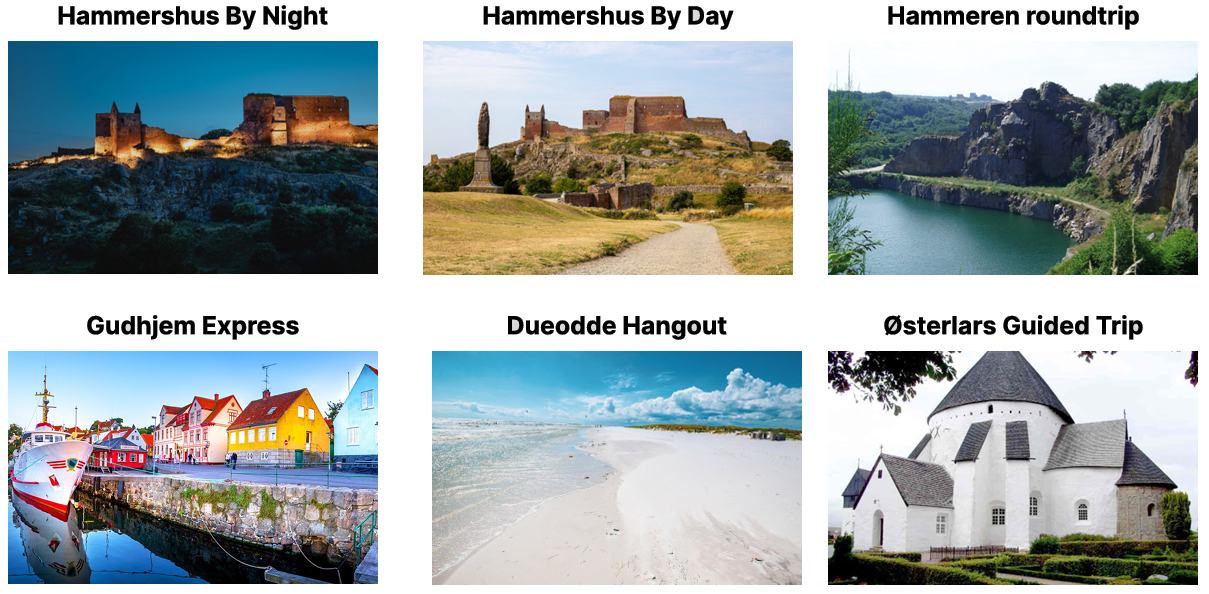 Hammershus By Night
Hammershus By Day
Hammeren roundtrip
Gudhjem Express
Dueodde Hangout
Østerlars Guided Trip